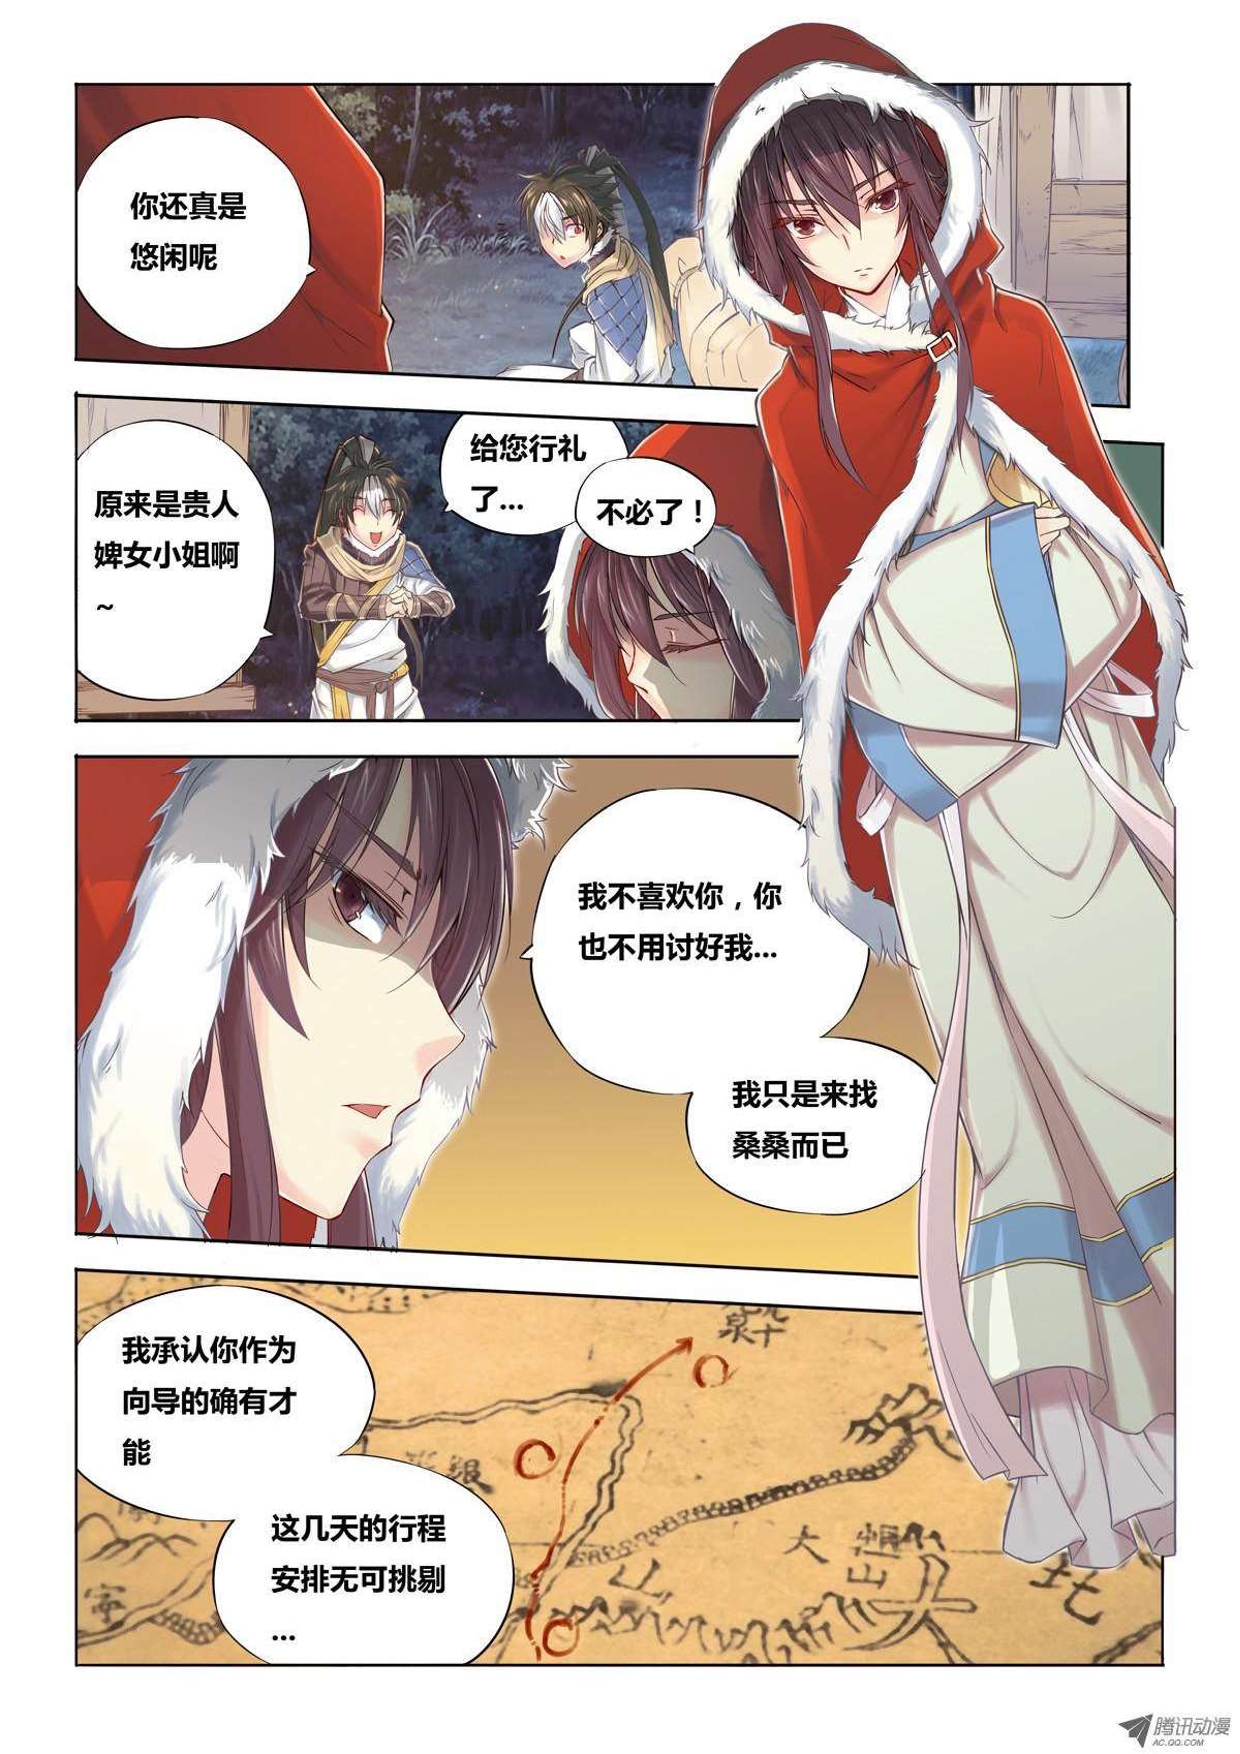 你还真是
悠闲呢
原来是贵人
婢女小姐啊
~
给您行礼
了...
不必了！
我不喜欢你，你
也不用讨好我...
我只是来找
桑桑而已
我承认你作为
向导的确有才
能
这几天的行程
安排无可挑剔
...
泉
大
山
山
北
腾讯动漫
AC.QQ.COM